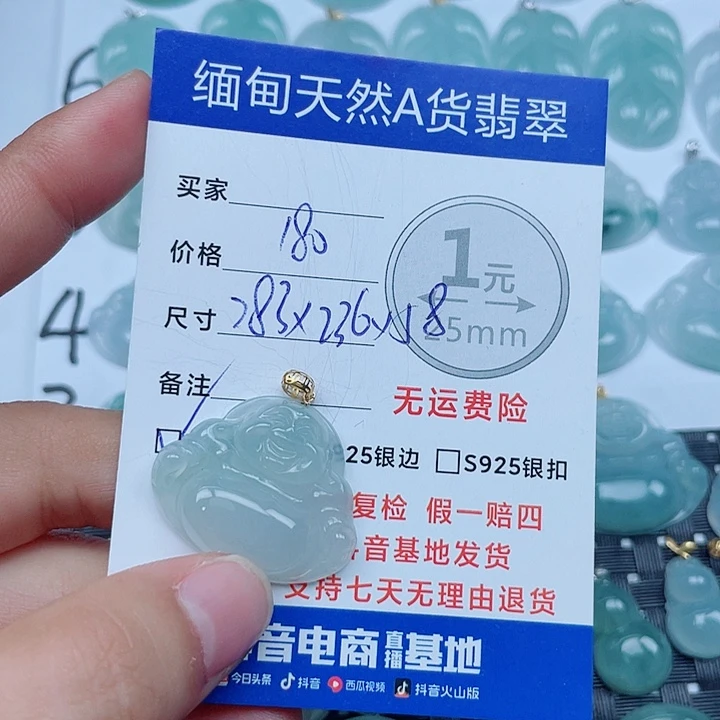 缅甸天然A货翡翠
买家
价格 180
1元
25mm
尺寸 283x236x58
备注
无运费险
25银边 □S925银扣
复检 假一赔四
音基地发货
支持七天无理由退货
音电商 直播 基地
今日头条 抖音 西瓜视频 抖音火山版
6
4